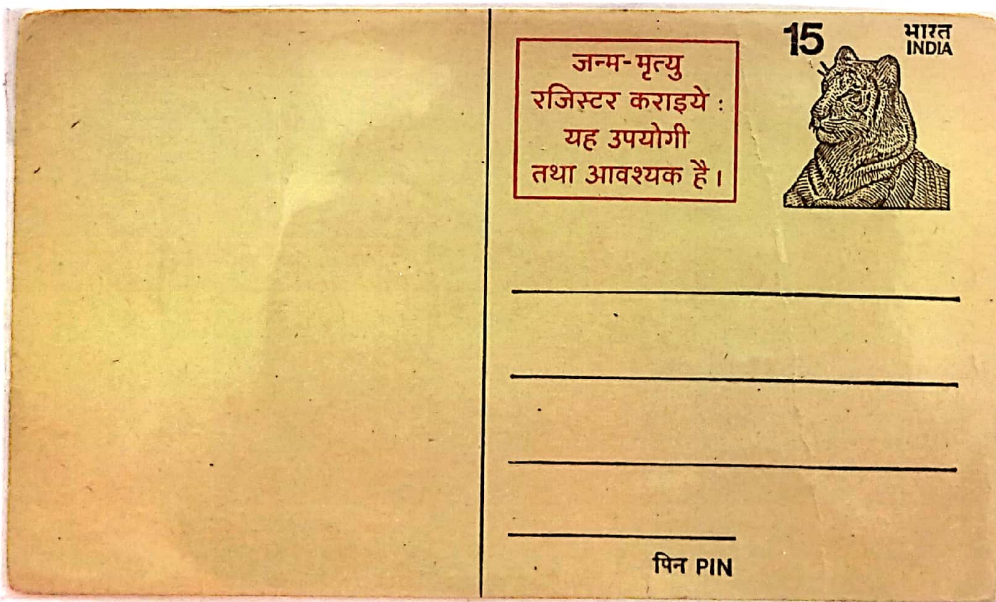 15 भारत
INDIA
जन्म-मृत्यु
रजिस्टर कराइये :
यह उपयोगी
तथा आवश्यक है।
पिन PIN